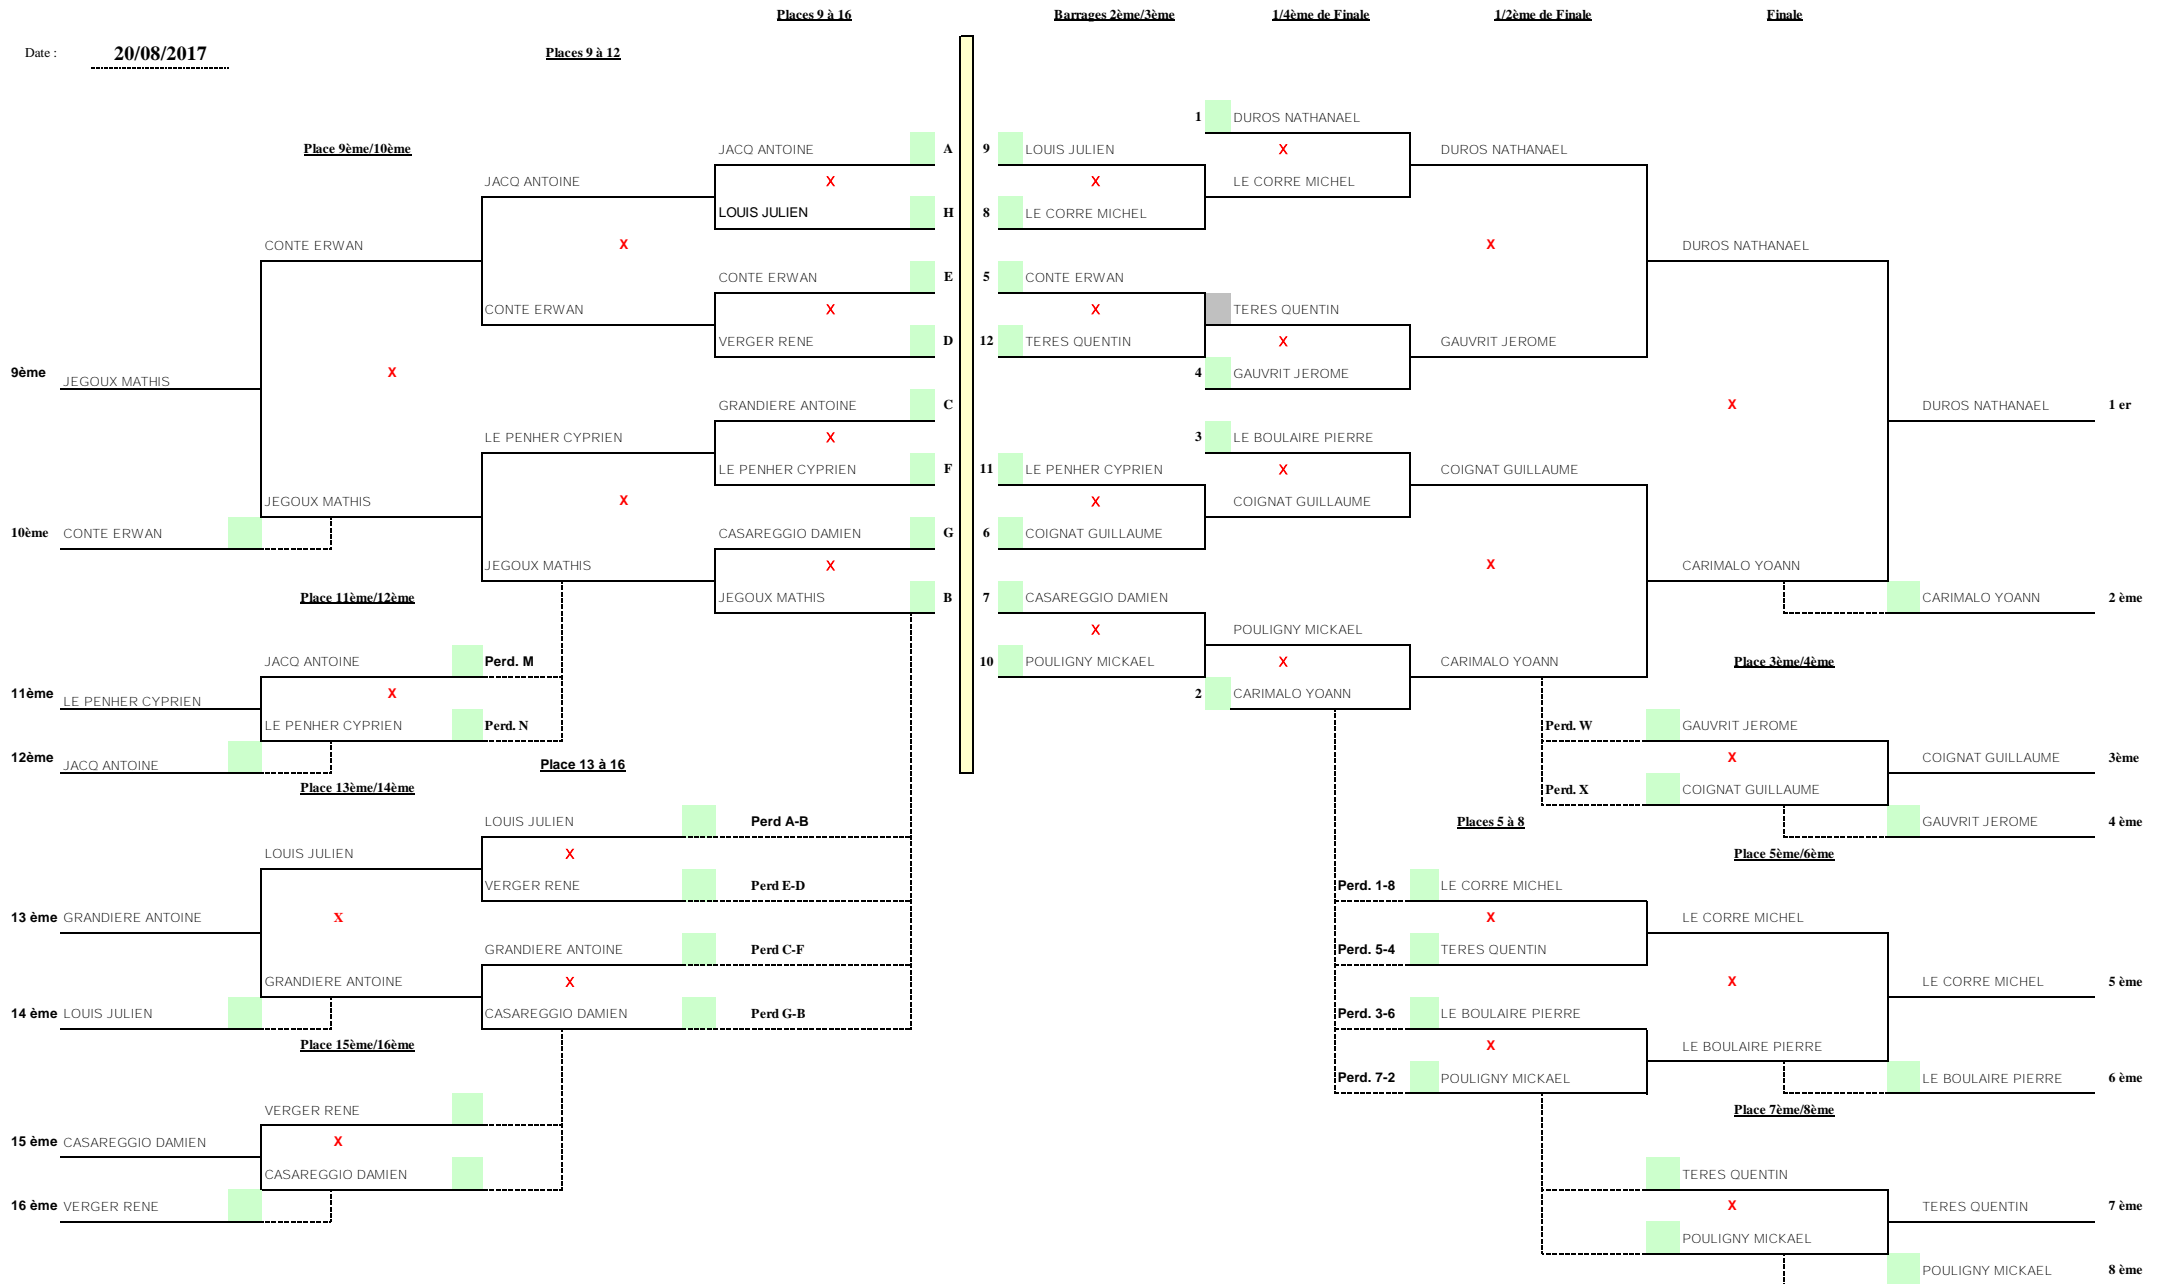 Places 9 à 16
Barrages 2ème/3ème
1/4ème de Finale
1/2ème de Finale
Finale
Date :
20/08/2017
Places 9 à 12
1
DUROS NATHANAEL
Place 9ème/10ème
JACQ ANTOINE
A
9
LOUIS JULIEN
X
DUROS NATHANAEL
JACQ ANTOINE
X
X
LE CORRE MICHEL
LOUIS JULIEN
H
8
LE CORRE MICHEL
CONTE ERWAN
X
X
DUROS NATHANAEL
CONTE ERWAN
E
5
CONTE ERWAN
CONTE ERWAN
X
X
TERES QUENTIN
VERGER RENE
D
12
TERES QUENTIN
X
GAUVRIT JEROME
9ème
JEGOUX MATHIS
X
4
GAUVRIT JEROME
GRANDIERE ANTOINE
C
X
DUROS NATHANAEL
1 er
LE PENHER CYPRIEN
X
3
LE BOULAIRE PIERRE
LE PENHER CYPRIEN
F
11
LE PENHER CYPRIEN
X
COIGNAT GUILLAUME
JEGOUX MATHIS
X
X
COIGNAT GUILLAUME
10ème
CONTE ERWAN
CASAREGGIO DAMIEN
G
6
COIGNAT GUILLAUME
JEGOUX MATHIS
X
X
CARIMALO YOANN
Place 11ème/12ème
JEGOUX MATHIS
B
7
CASAREGGIO DAMIEN
CARIMALO YOANN
2 ème
X
POULIGNY MICKAEL
JACQ ANTOINE
Perd. M
10
POULIGNY MICKAEL
X
CARIMALO YOANN
Place 3ème/4ème
11ème
LE PENHER CYPRIEN
X
2
CARIMALO YOANN
LE PENHER CYPRIEN
Perd. N
Perd. W
GAUVRIT JEROME
12ème
JACQ ANTOINE
Place 13 à 16
X
COIGNAT GUILLAUME
3ème
Place 13ème/14ème
Perd. X
COIGNAT GUILLAUME
LOUIS JULIEN
Perd A-B
Places 5 à 8
GAUVRIT JEROME
4 ème
LOUIS JULIEN
X
Place 5ème/6ème
VERGER RENE
Perd E-D
Perd. 1-8
LE CORRE MICHEL
13 ème
GRANDIERE ANTOINE
X
X
LE CORRE MICHEL
GRANDIERE ANTOINE
Perd C-F
Perd. 5-4
TERES QUENTIN
GRANDIERE ANTOINE
X
X
LE CORRE MICHEL
5 ème
14 ème
LOUIS JULIEN
CASAREGGIO DAMIEN
Perd G-B
Perd. 3-6
LE BOULAIRE PIERRE
Place 15ème/16ème
X
LE BOULAIRE PIERRE
Perd. 7-2
POULIGNY MICKAEL
LE BOULAIRE PIERRE
6 ème
VERGER RENE
Place 7ème/8ème
15 ème
CASAREGGIO DAMIEN
X
CASAREGGIO DAMIEN
TERES QUENTIN
16 ème
VERGER RENE
X
TERES QUENTIN
7 ème
POULIGNY MICKAEL
POULIGNY MICKAEL
8 ème